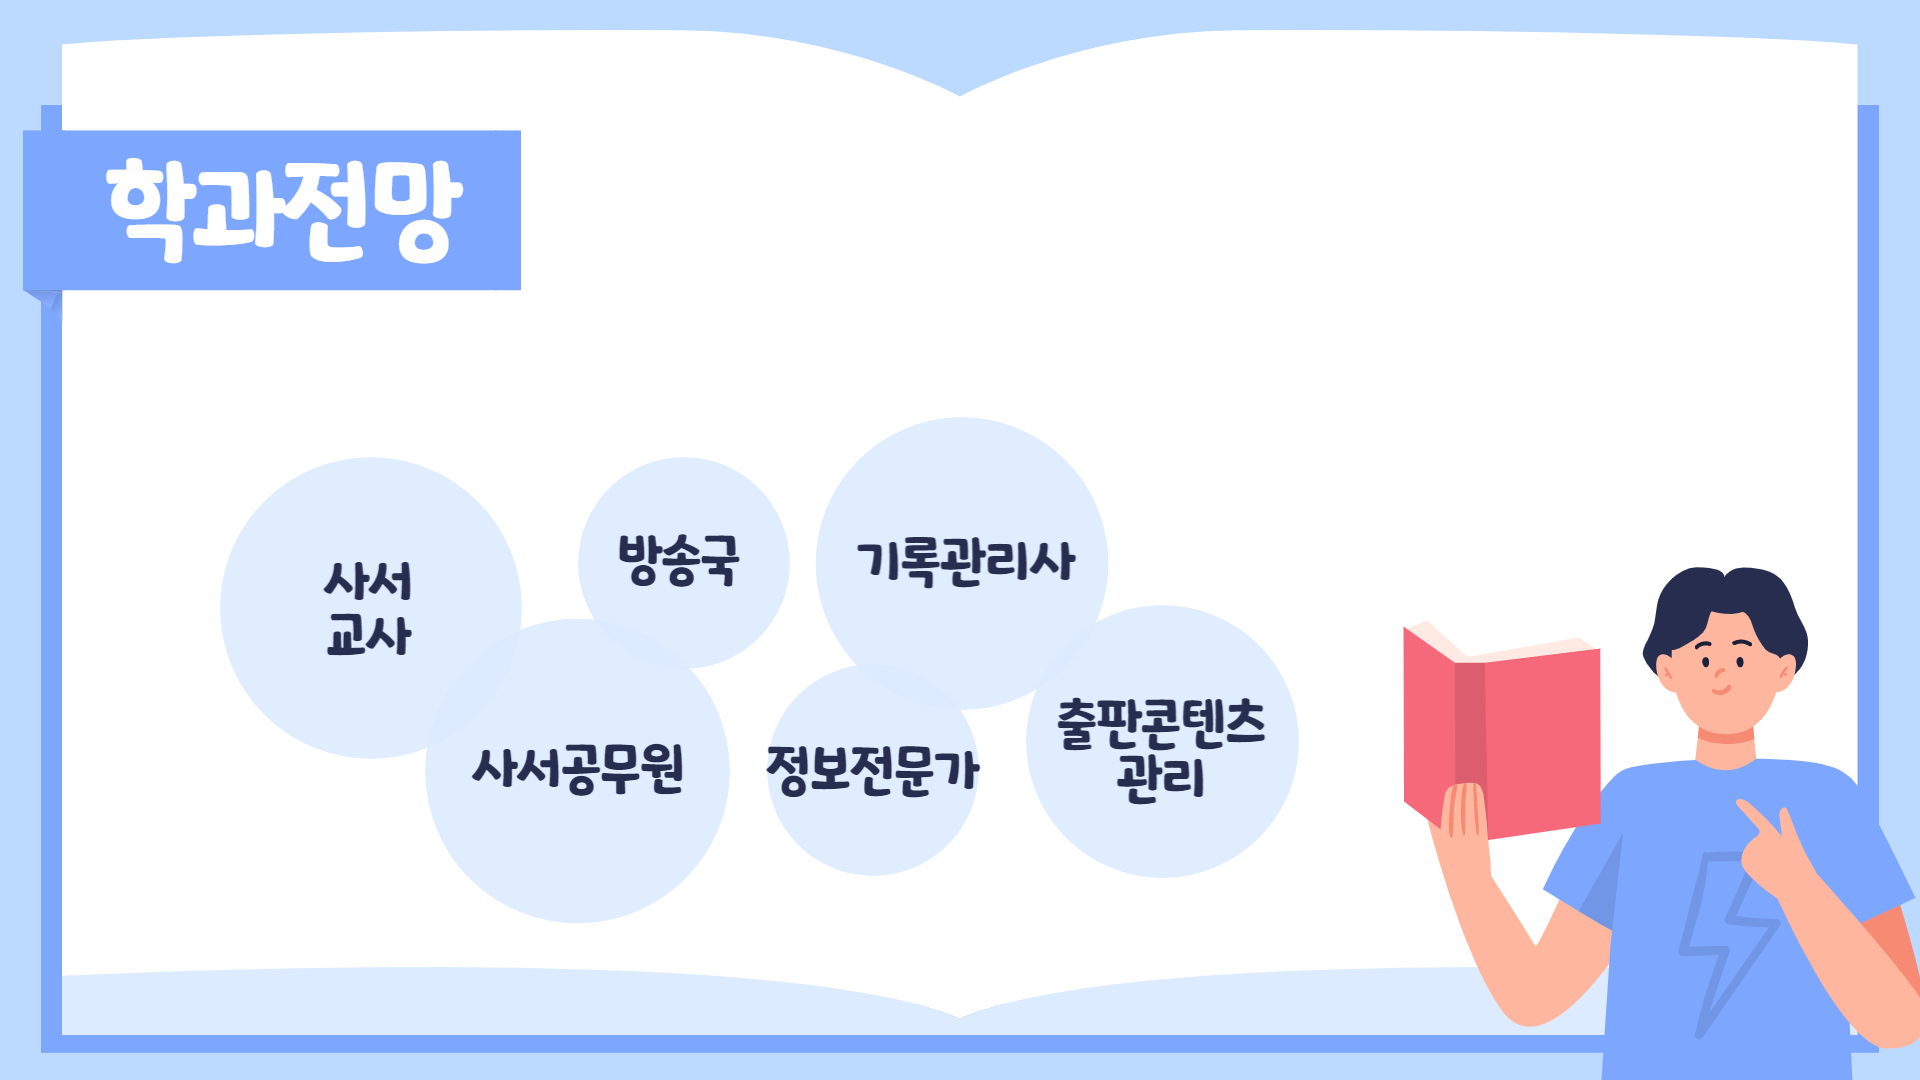 학과전망
사서
교사
방송국
기록관리사
사서공무원
정보전문가
출판콘텐츠
관리